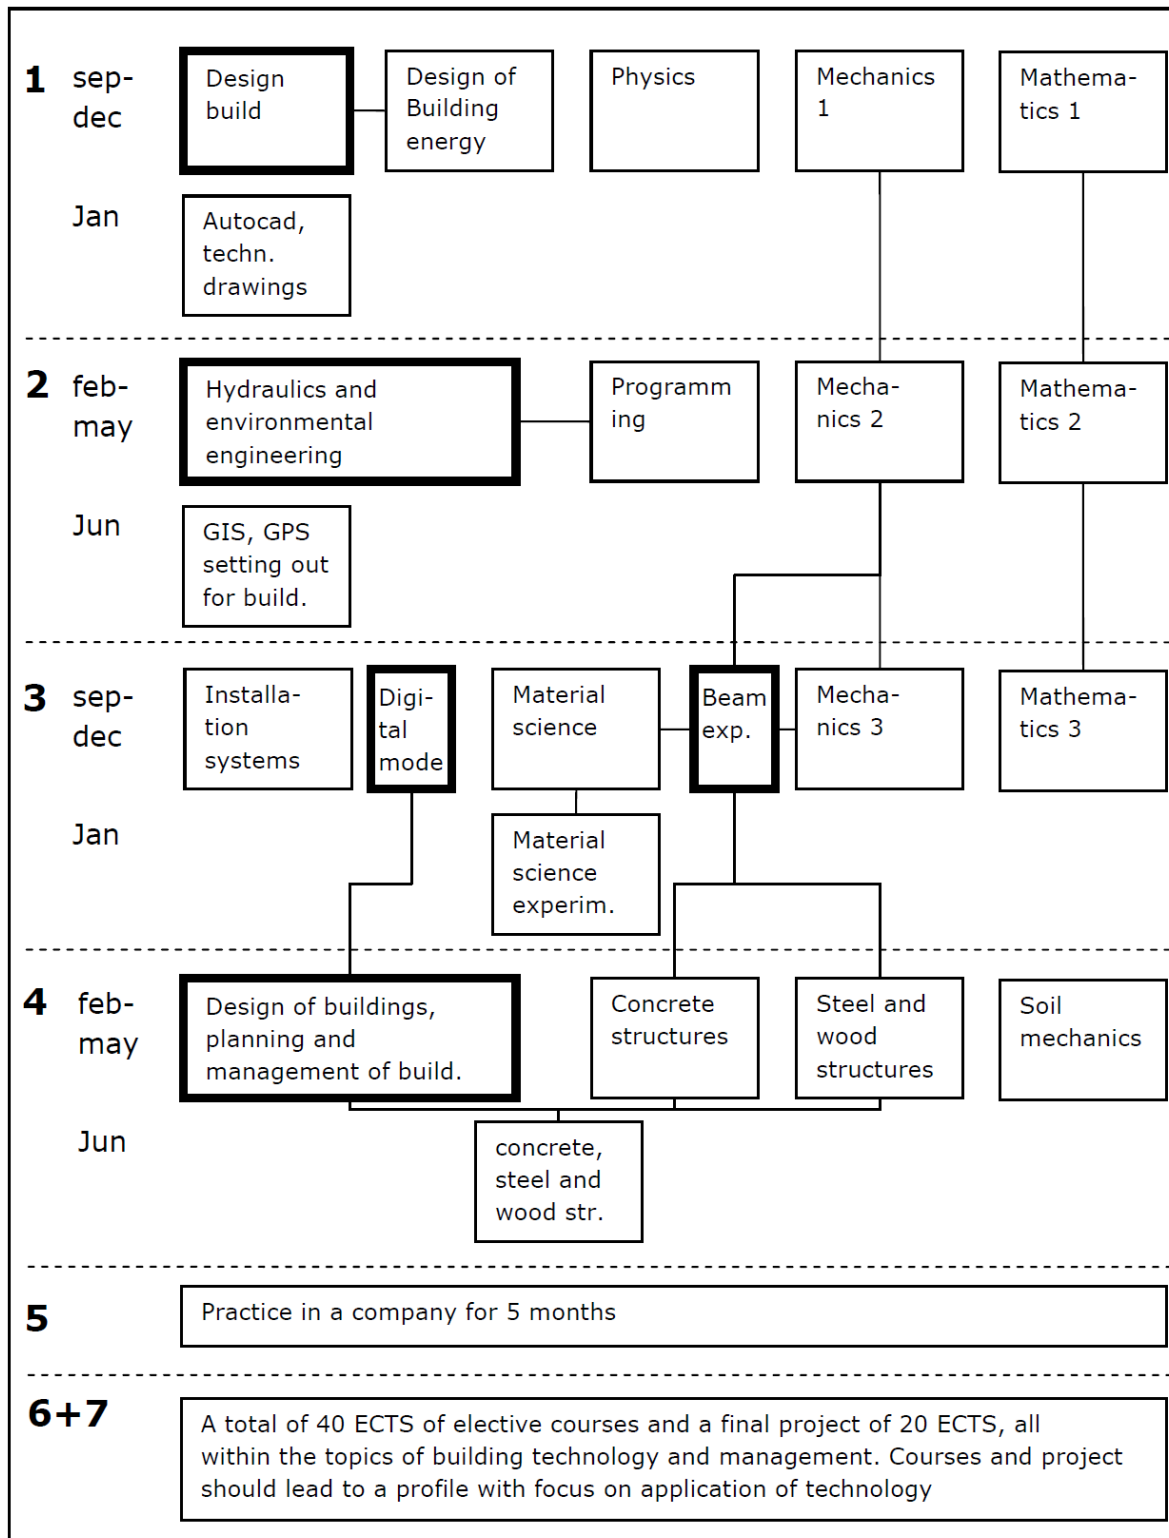 1
sep-
dec
Design
build
Design of
Building
energy
Physics
Mechanics
1
Mathema-
tics 1
Jan
Autocad,
techn.
drawings
2
feb-
may
Hydraulics and
environmental
engineering
Programm
ing
Mecha-
nics 2
Mathema-
tics 2
Jun
GIS, GPS
setting out
for build.
3
sep-
dec
Installa-
tion
systems
Digi-
tal
mode
Material
science
Beam
exp.
Mecha-
nics 3
Mathema-
tics 3
Jan
Material
science
experim.
4
feb-
may
Design of buildings,
planning and
management of build.
Concrete
structures
Steel and
wood
structures
Soil
mechanics
Jun
concrete,
steel and
wood str.
5
Practice in a company for 5 months
6+7
A total of 40 ECTS of elective courses and a final project of 20 ECTS, all
within the topics of building technology and management. Courses and project
should lead to a profile with focus on application of technology